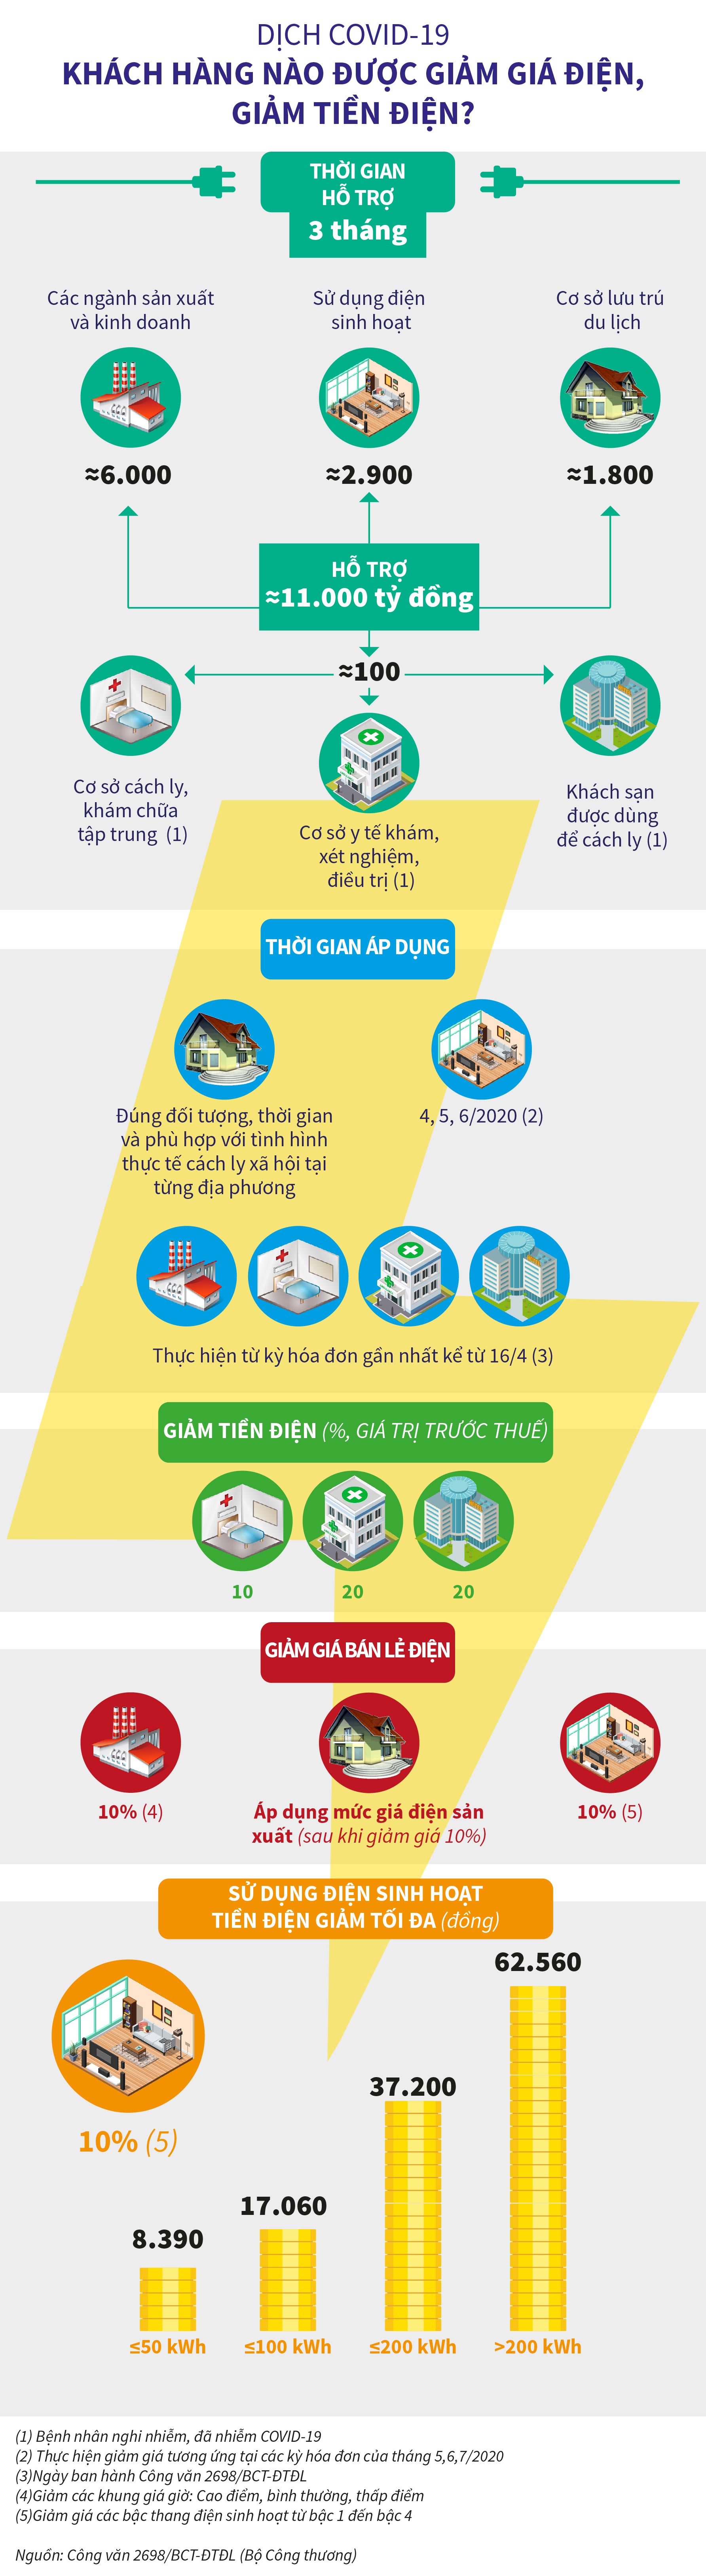 DỊCH COVID-19
KHÁCH HÀNG NÀO ĐƯỢC GIẢM GIÁ ĐIỆN,
GIẢM TIỀN ĐIỆN?
THỜI GIAN
HỖ TRỢ
3 tháng
Các ngành sản xuất
và kinh doanh
Sử dụng điện
sinh hoạt
Cơ sở lưu trú
du lịch
≈6.000
≈2.900
≈1.800
HỖ TRỢ
≈11.000 tỷ đồng
≈100
Cơ sở cách ly,
khám chữa
tập trung (1)
Cơ sở y tế khám,
xét nghiệm,
điều trị (1)
Khách sạn
được dùng
để cách ly (1)
THỜI GIAN ÁP DỤNG
Đúng đối tượng, thời gian
và phù hợp với tình hình
thực tế cách ly xã hội tại
từng địa phương
4, 5, 6/2020 (2)
Thực hiện từ kỳ hóa đơn gần nhất kể từ 16/4 (3)
GIẢM TIỀN ĐIỆN (%, GIÁ TRỊ TRƯỚC THUẾ)
10
20
20
GIẢM GIÁ BÁN LẺ ĐIỆN
10% (4)
Áp dụng mức giá điện sản
xuất (sau khi giảm giá 10%)
10% (5)
SỬ DỤNG ĐIỆN SINH HOẠT
TIỀN ĐIỆN GIẢM TỐI ĐA (đồng)
10% (5)
8.390
17.060
37.200
62.560
≤50 kWh
≤100 kWh
≤200 kWh
>200 kWh
(1) Bệnh nhân nghi nhiễm, đã nhiễm COVID-19
(2) Thực hiện giảm giá tương ứng tại các kỳ hóa đơn của tháng 5,6,7/2020
(3)Ngày ban hành Công văn 2698/BCT-ĐTĐL
(4)Giảm các khung giá giờ: Cao điểm, bình thường, thấp điểm
(5)Giảm giá các bậc thang điện sinh hoạt từ bậc 1 đến bậc 4
Nguồn: Công văn 2698/BCT-ĐTĐL (Bộ Công thương)